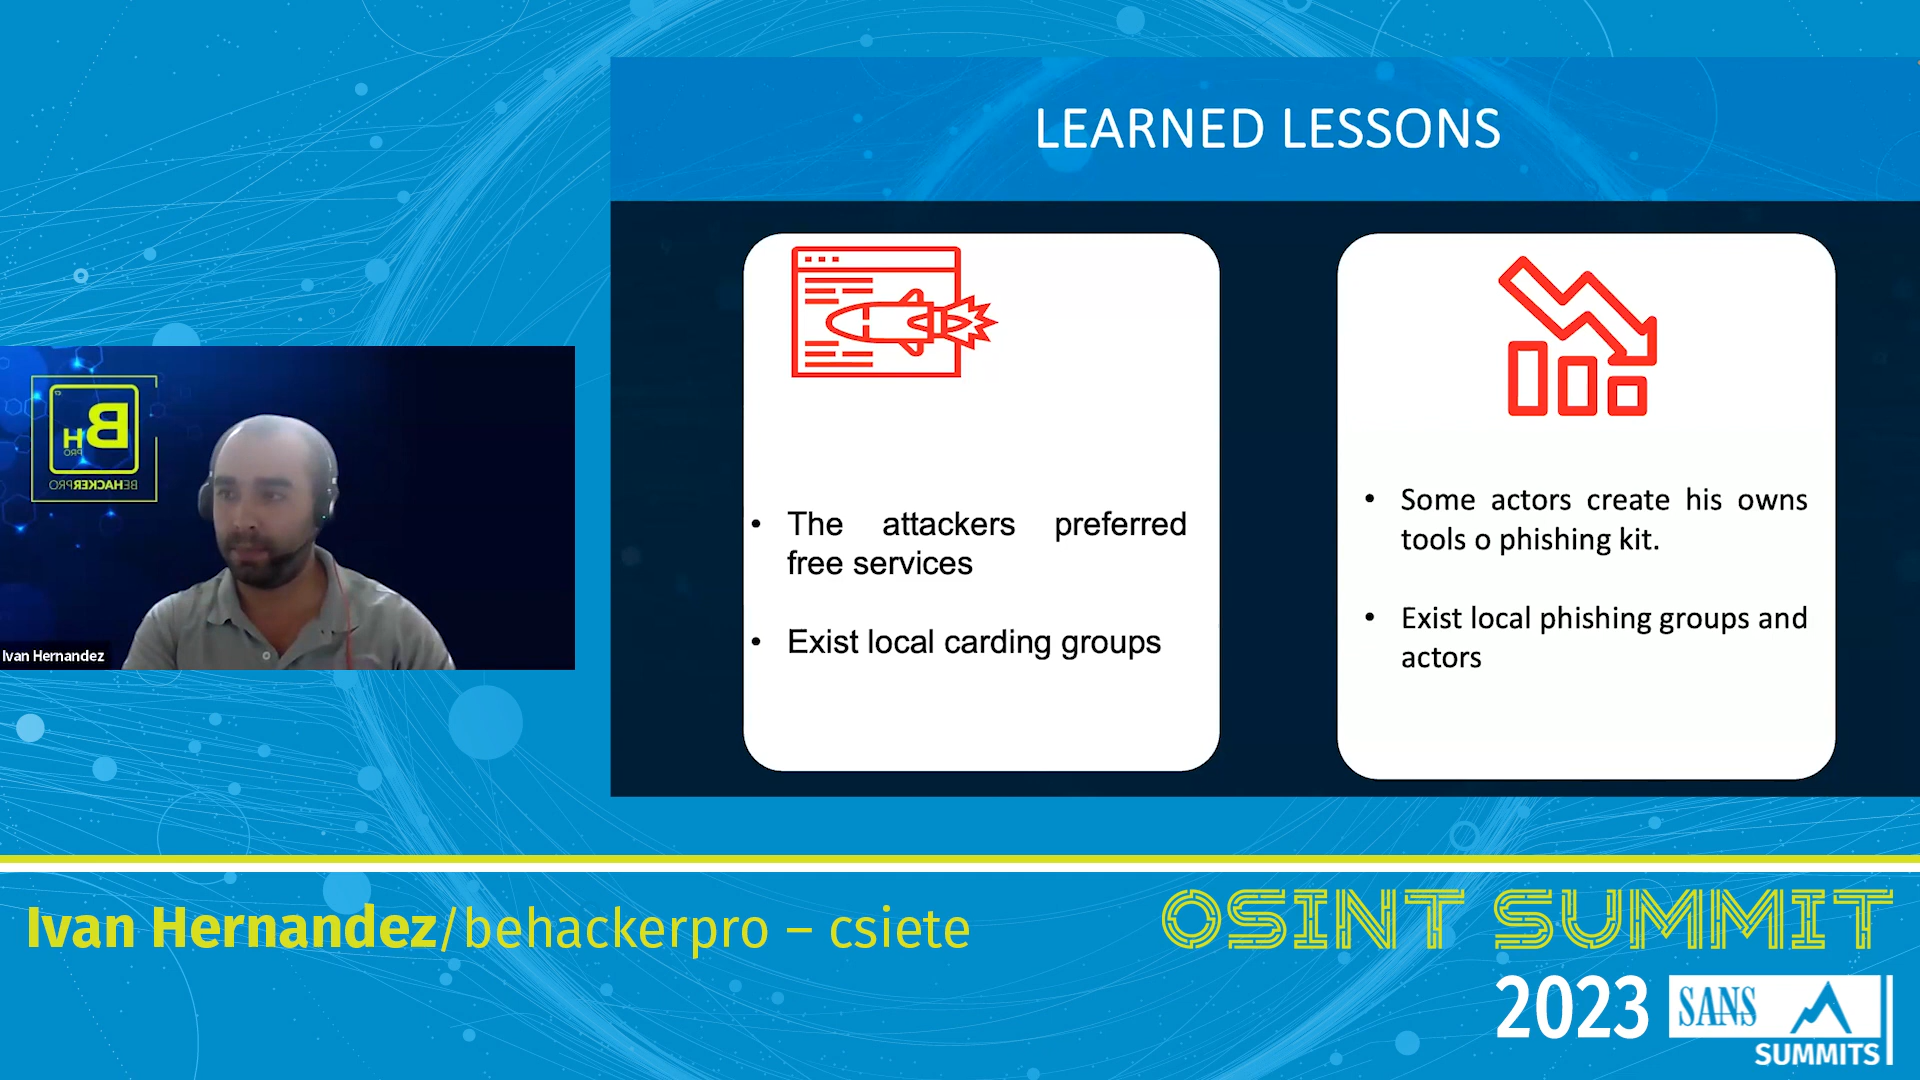 LEARNED LESSONS
• The attackers preferred
free services
• Exist local carding groups
• Some actors create his owns
tools o phishing kit.
• Exist local phishing groups and
actors
B
H
PRO
BEHACKERPRO
Ivan Hernandez
Ivan Hernandez/behackerpro – csiete
OSINT SUMMIT
2023
SANS
SUMMITS